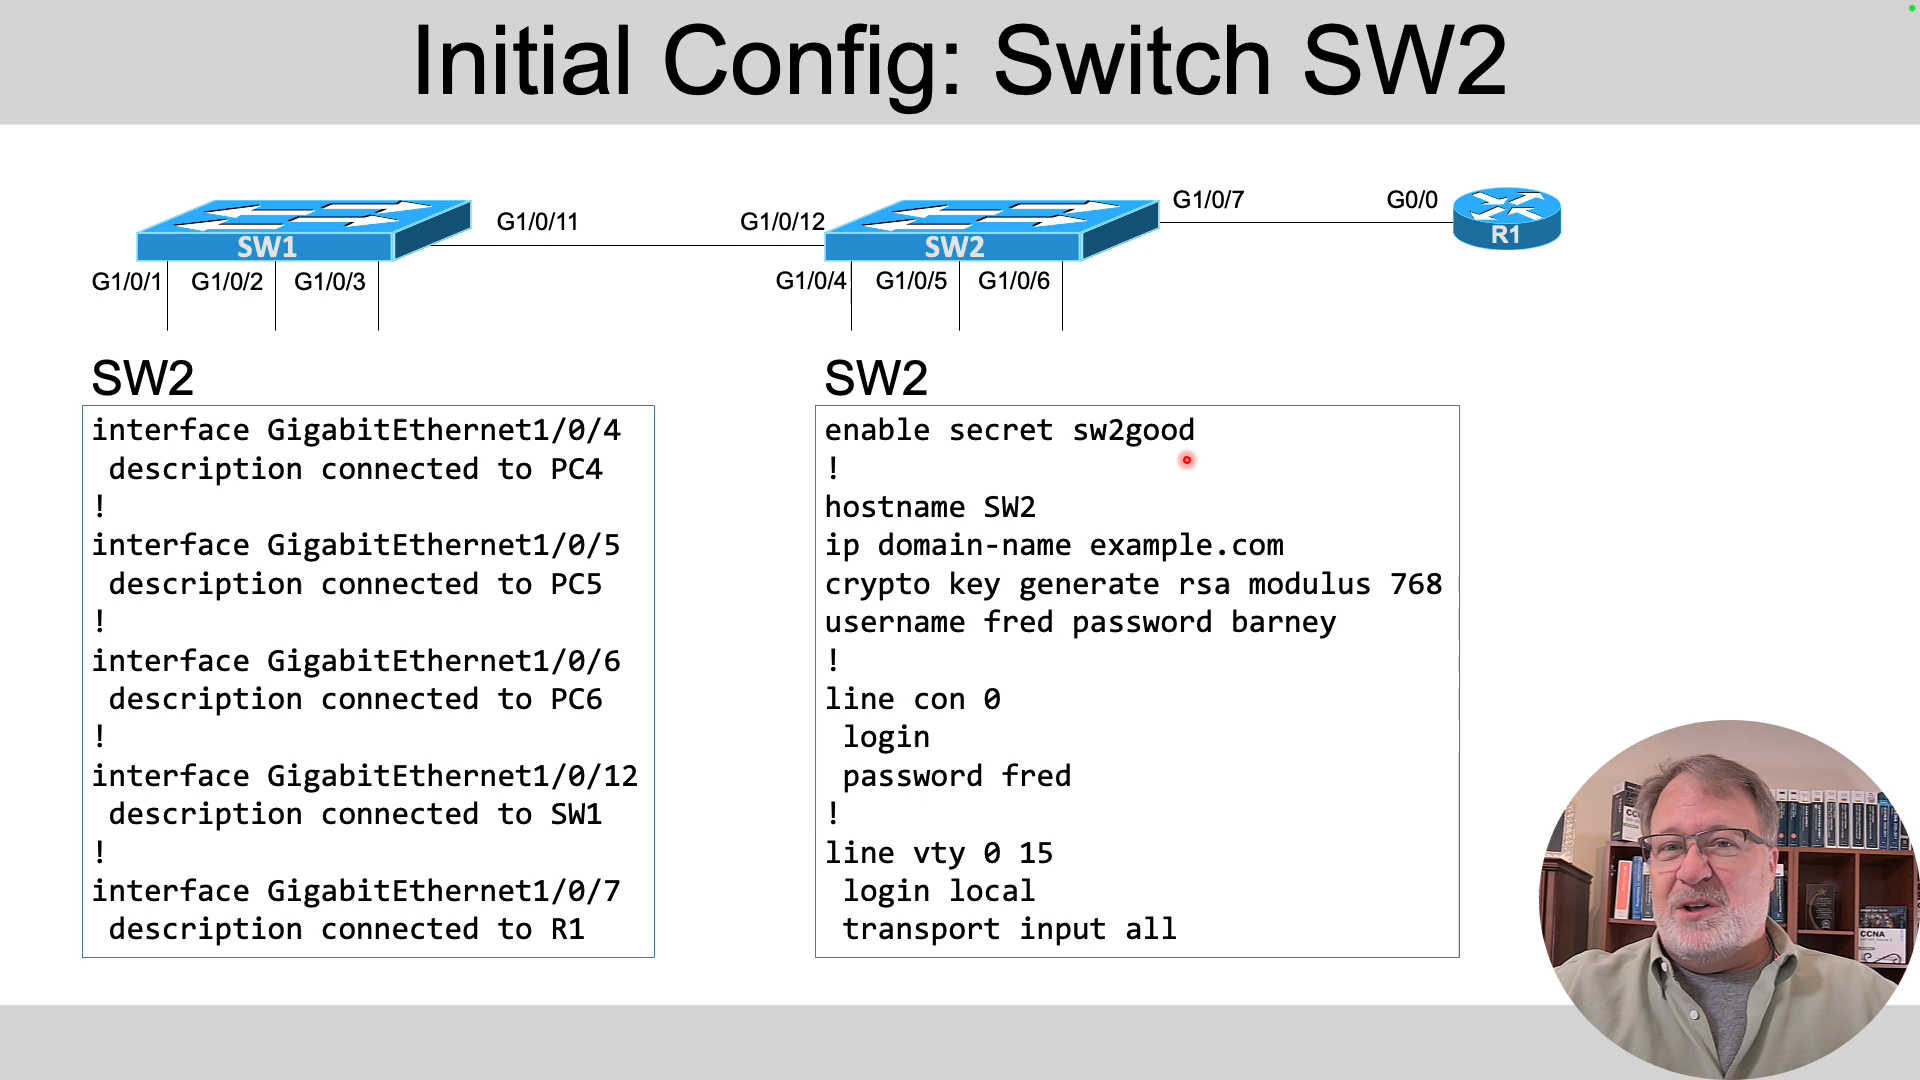 Initial Config: Switch SW2
G1/0/7
G0/0
G1/0/11
G1/0/12
SW1
SW2
R1
G1/0/1
G1/0/2
G1/0/3
G1/0/4
G1/0/5
G1/0/6
SW2
interface GigabitEthernet1/0/4
description connected to PC4
!
interface GigabitEthernet1/0/5
description connected to PC5
!
interface GigabitEthernet1/0/6
description connected to PC6
!
interface GigabitEthernet1/0/12
description connected to SW1
!
interface GigabitEthernet1/0/7
description connected to R1
SW2
enable secret sw2good
!
hostname SW2
ip domain-name example.com
crypto key generate rsa modulus 768
username fred password barney
!
line con 0
login
password fred
!
line vty 0 15
login local
transport input all
CCNA